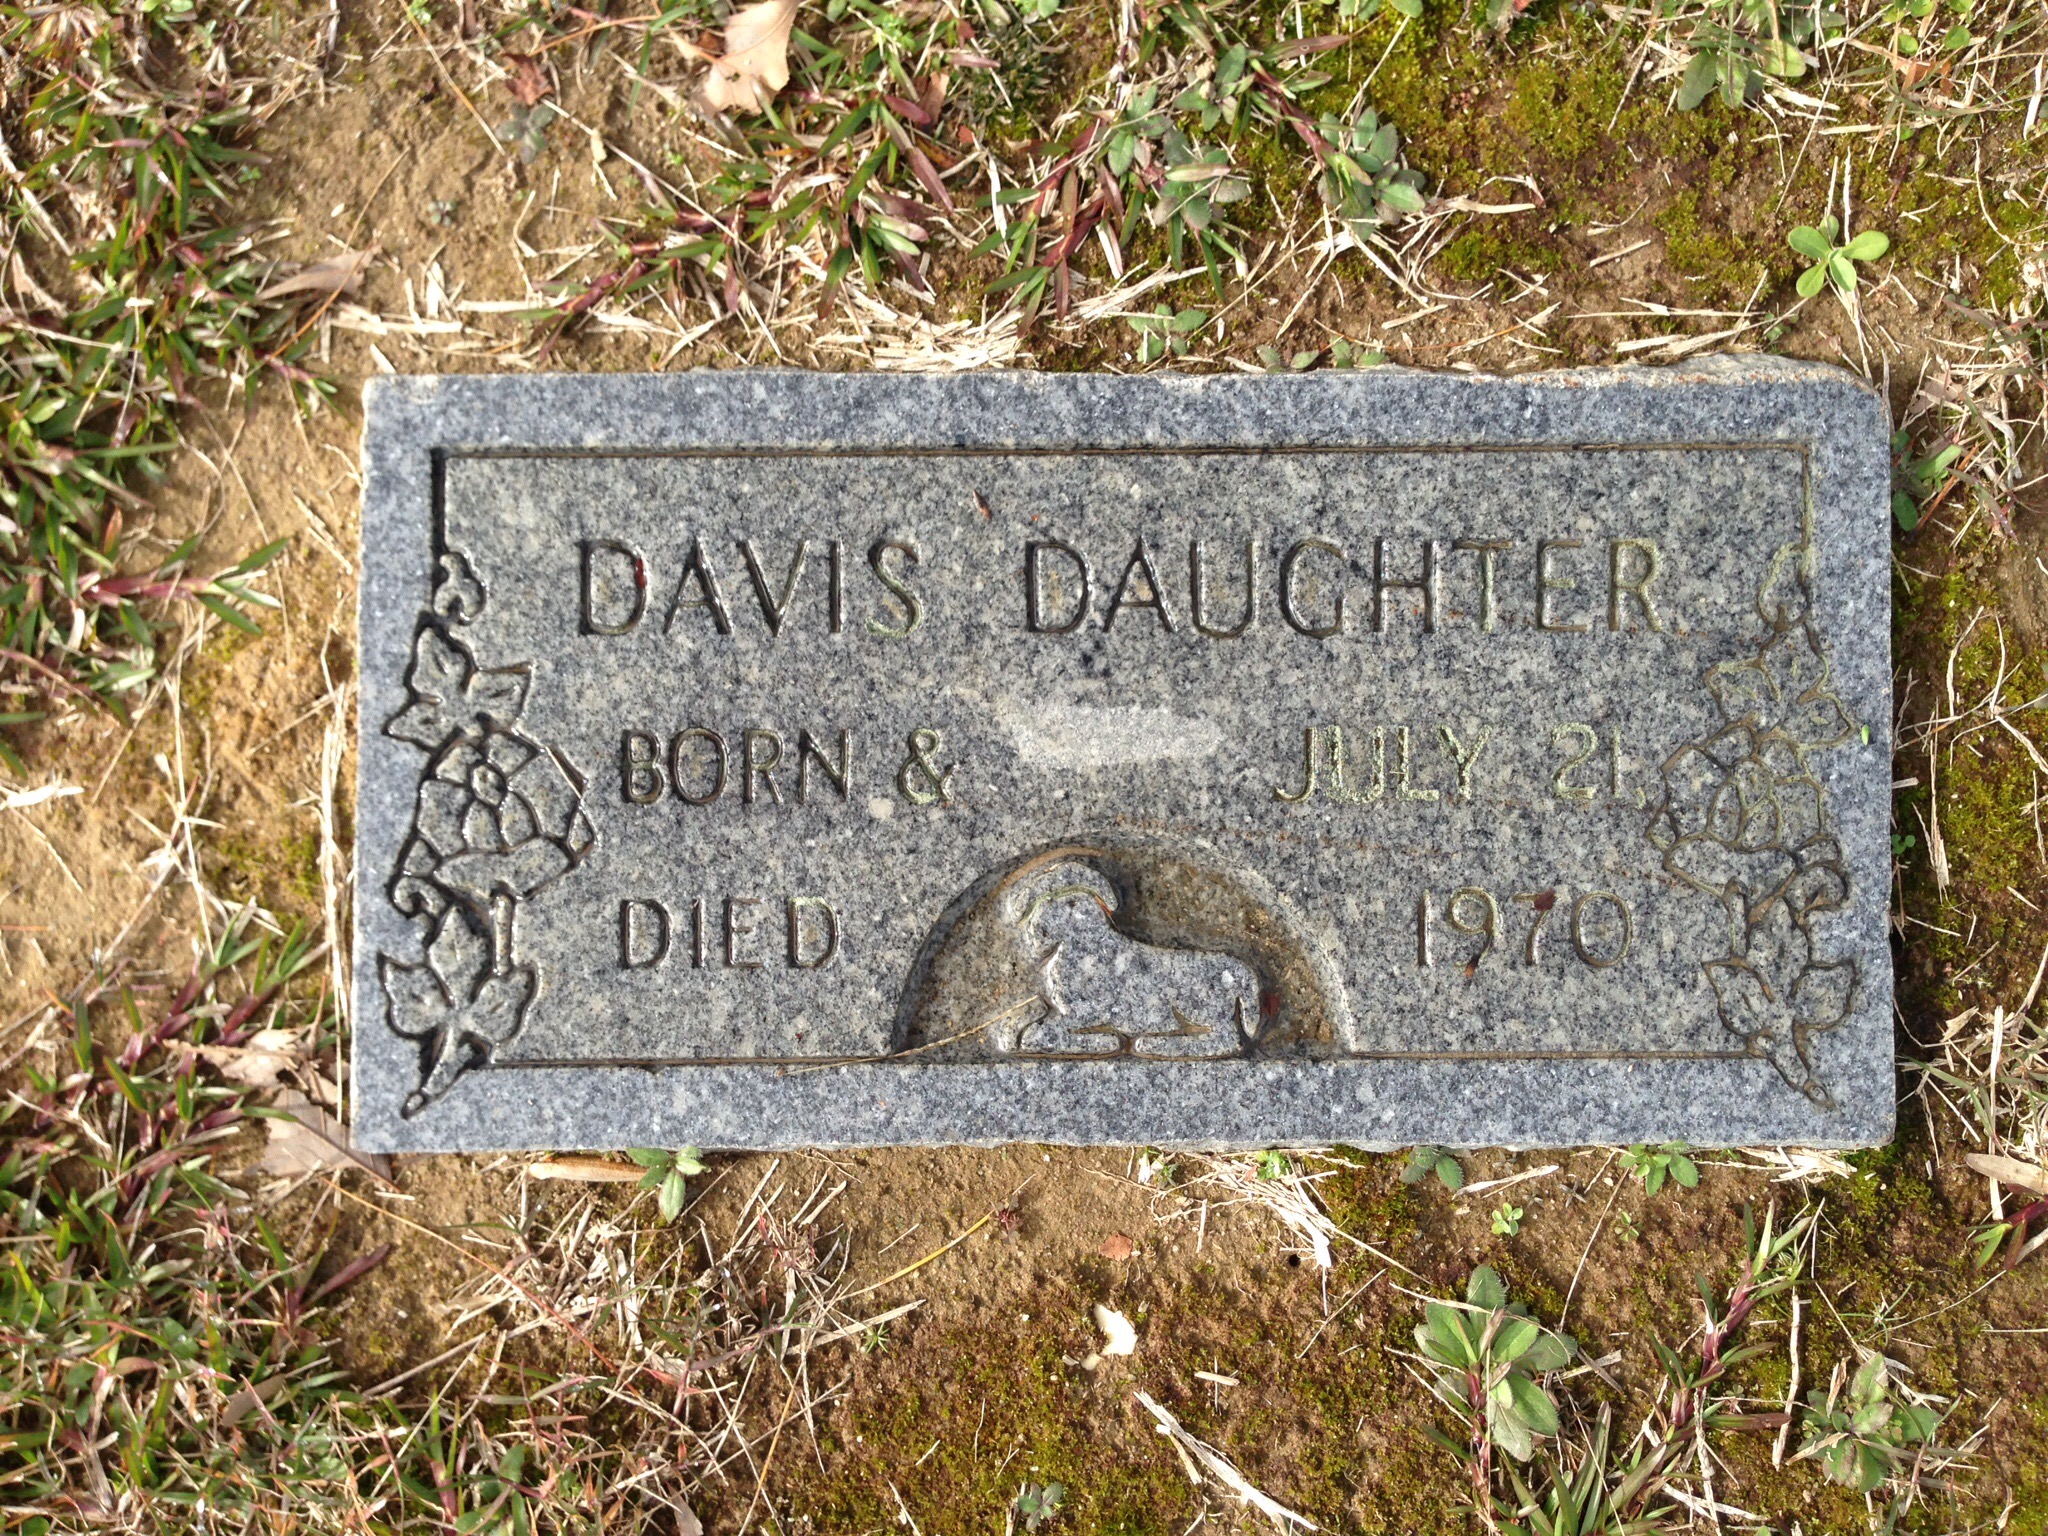 DAVIS DAUGHTER
BORN & JULY 21,
DIED 1970